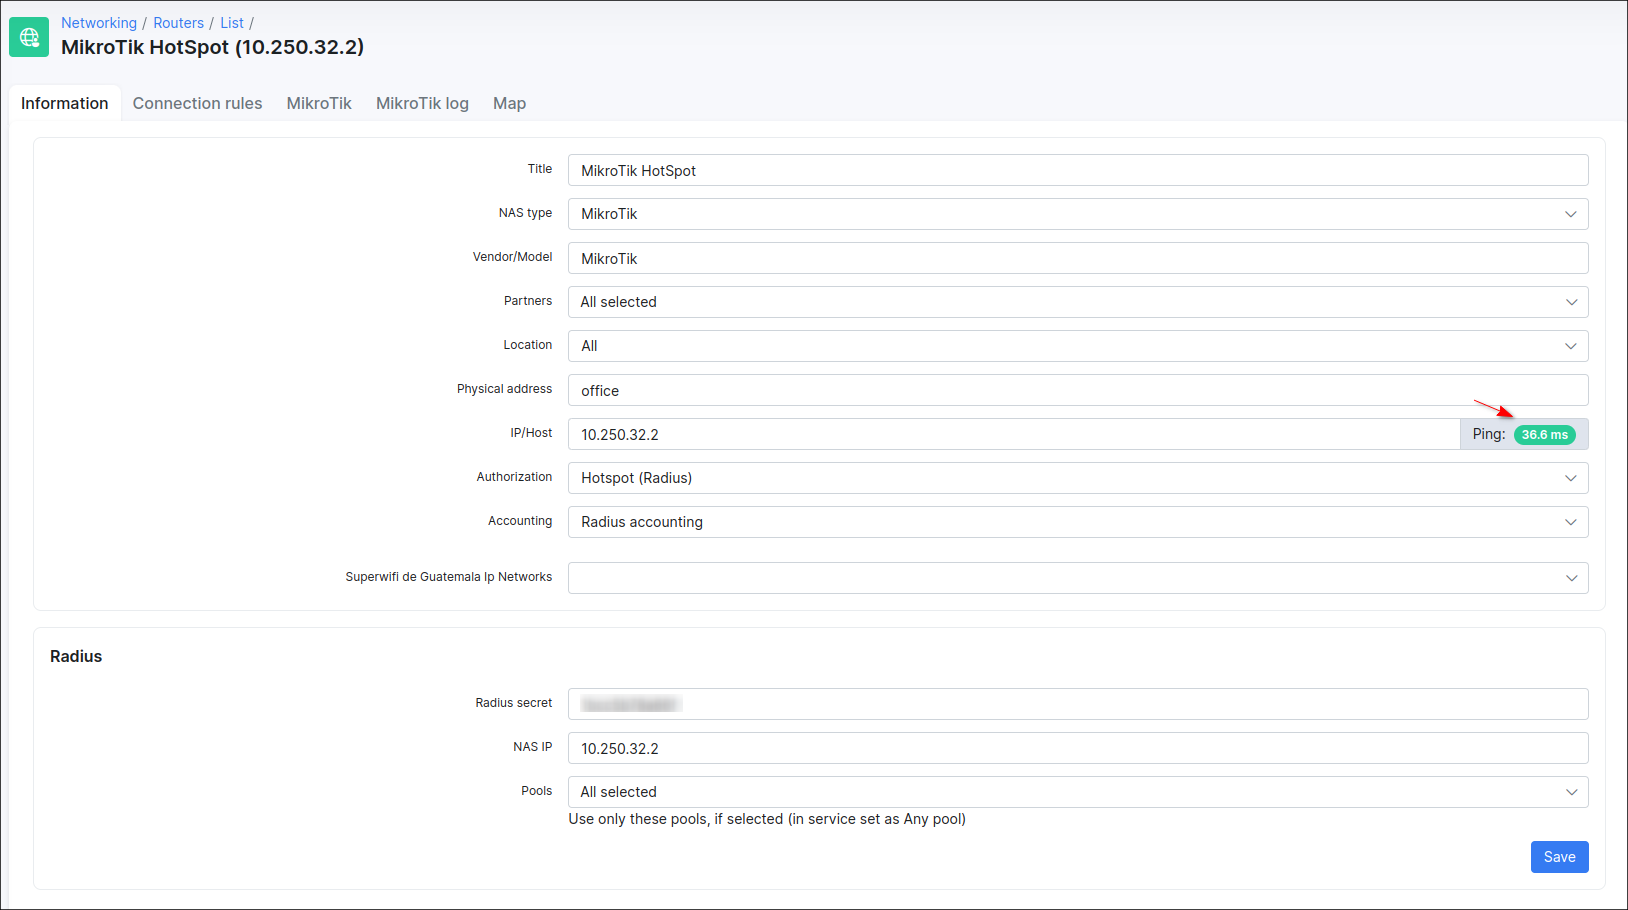 Networking / Routers / List /
MikroTik HotSpot (10.250.32.2)
Information Connection rules MikroTik MikroTik log Map
Title MikroTik HotSpot
NAS type MikroTik
Vendor/Model MikroTik
Partners All selected
Location All
Physical address office
IP/Host 10.250.32.2 Ping: 36.6 ms
Authorization Hotspot (Radius)
Accounting Radius accounting
Superwifi de Guatemala Ip Networks
Radius
Radius secret
NAS IP 10.250.32.2
Pools All selected
Use only these pools, if selected (in service set as Any pool)
Save